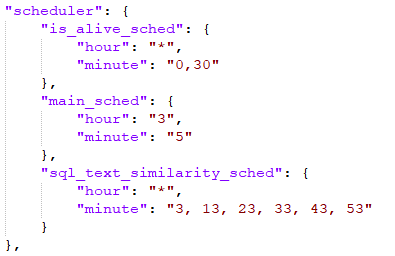 "scheduler": {
    "is_alive_sched": {
        "hour": "*",
        "minute": "0,30"
    },
    "main_sched": {
        "hour": "3",
        "minute": "5"
    },
    "sql_text_similarity_sched": {
        "hour": "*",
        "minute": "3, 13, 23, 33, 43, 53"
    }
},